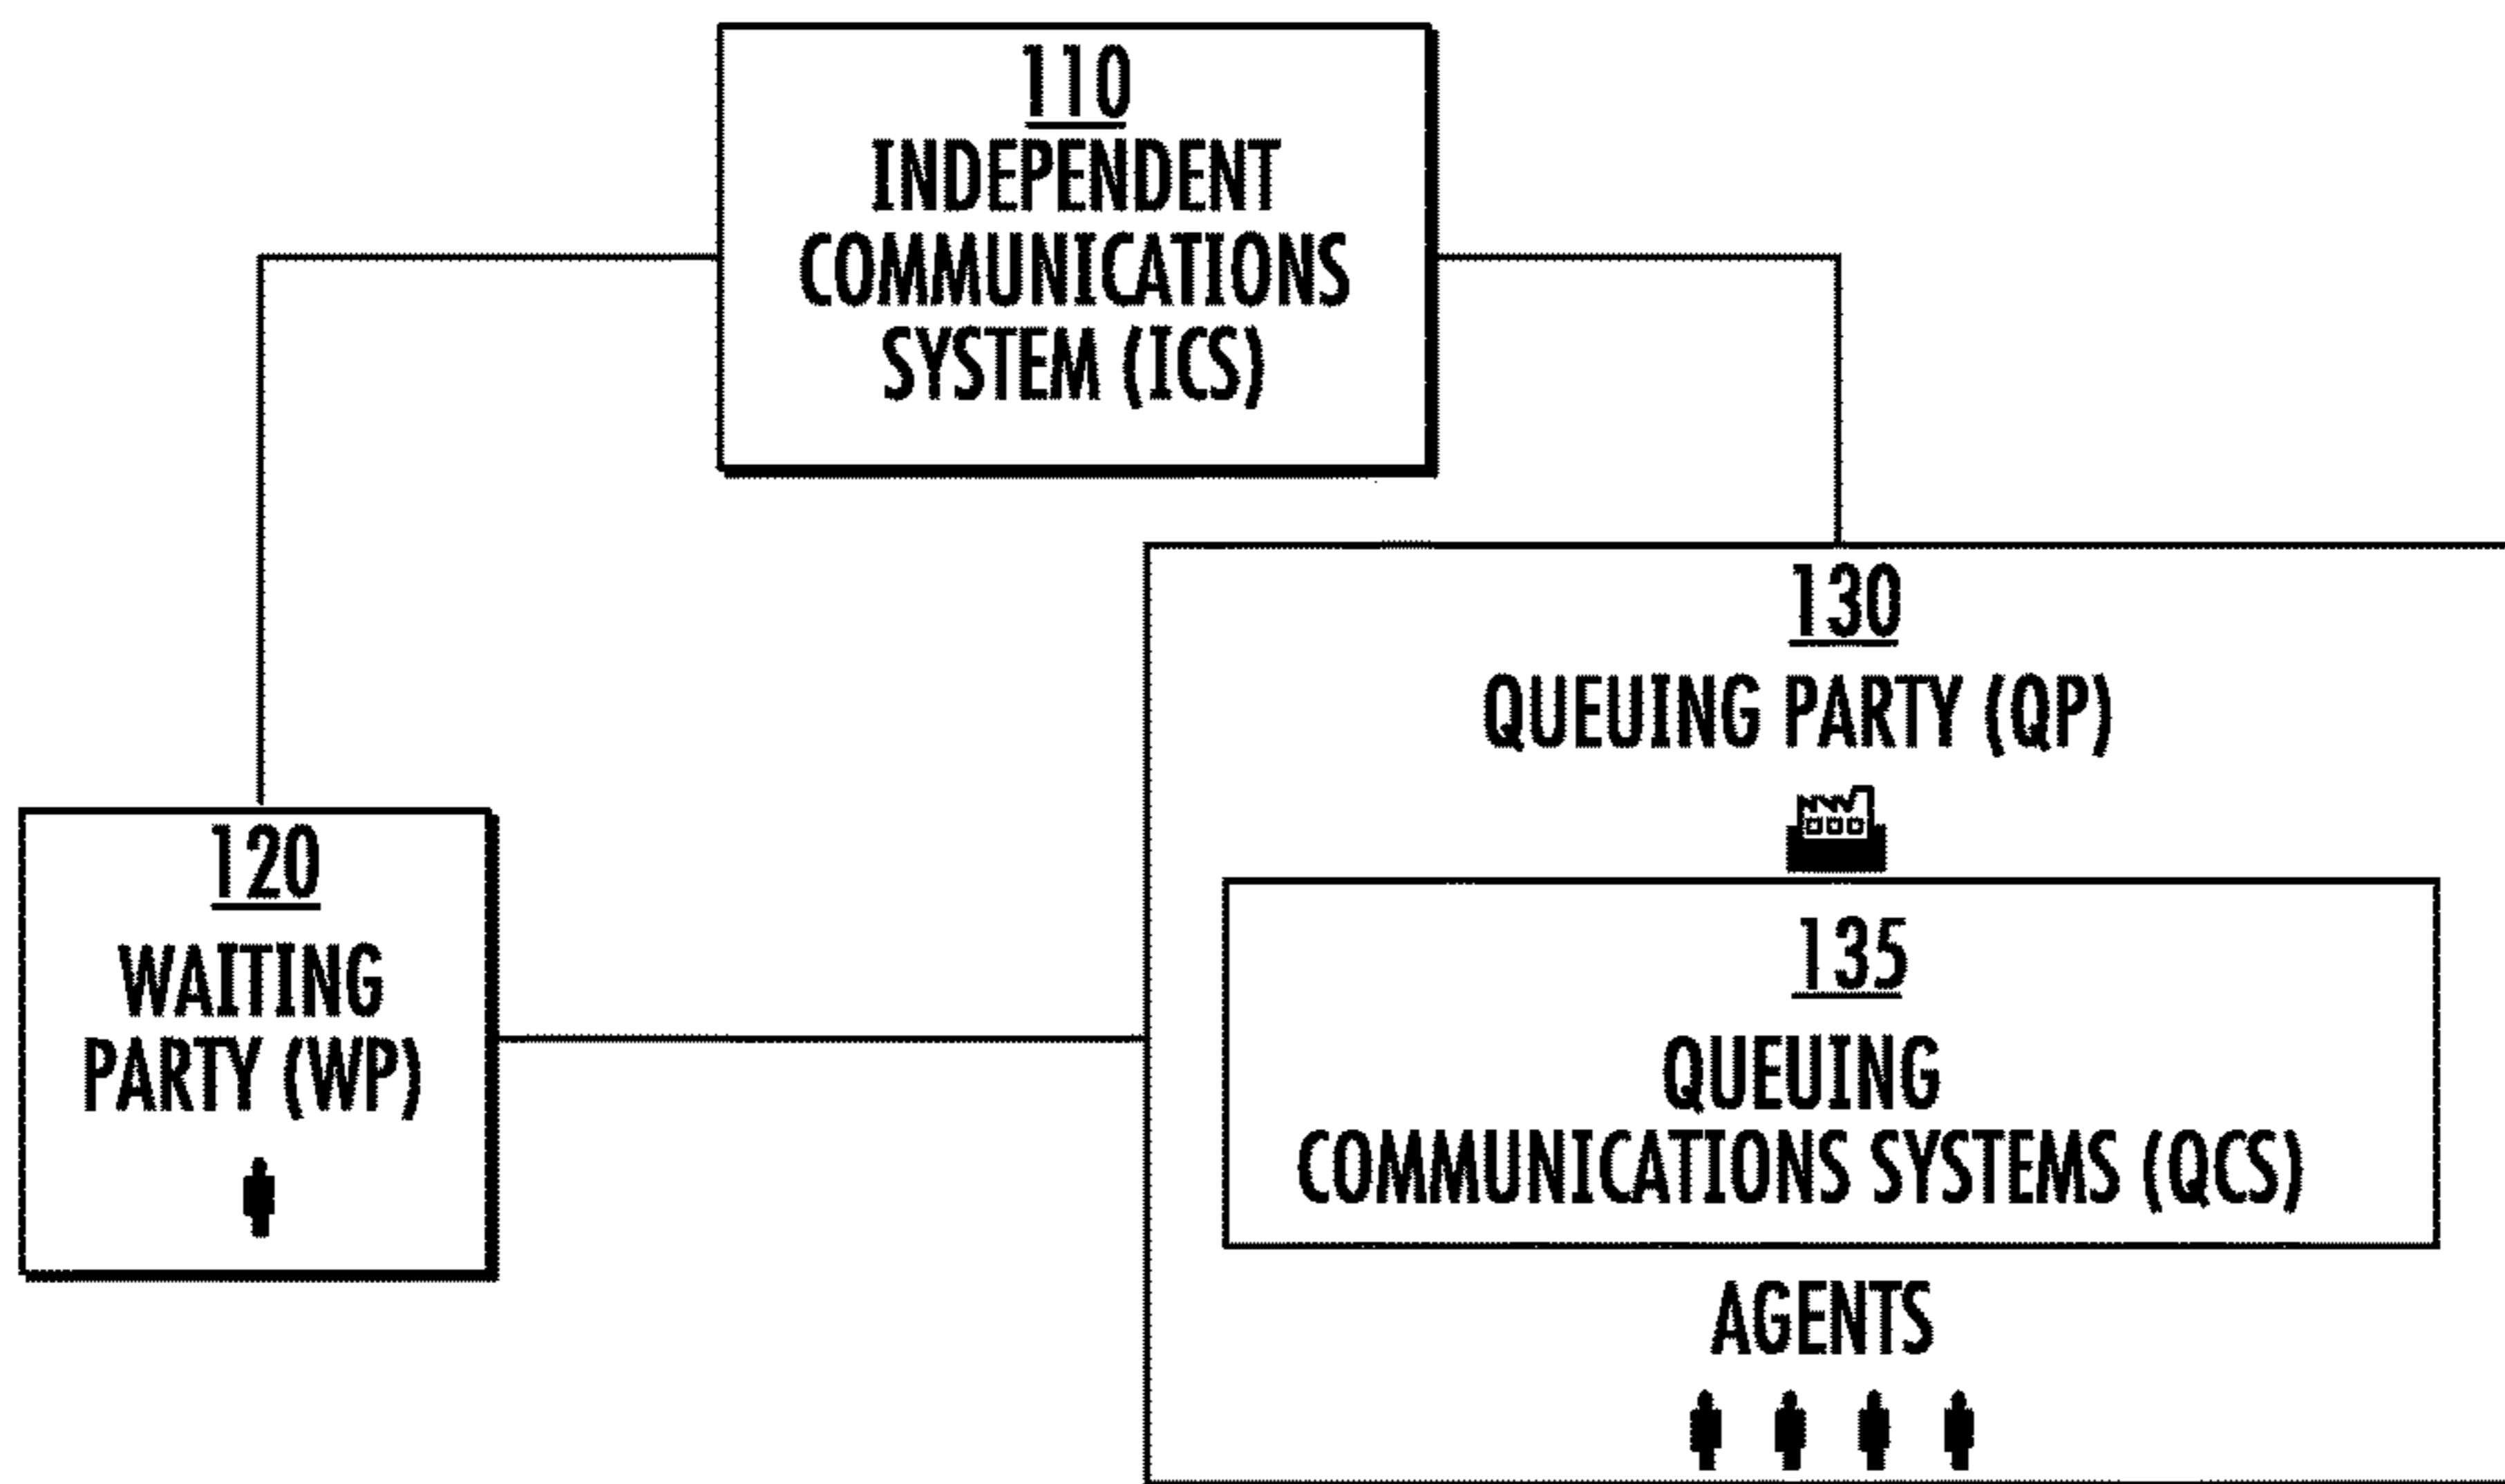 110
INDEPENDENT
COMMUNICATIONS
SYSTEM (ICS)
130
QUEUING PARTY (QP)
120
WAITING
PARTY (WP)
135
QUEUING
COMMUNICATIONS SYSTEMS (QCS)
AGENTS